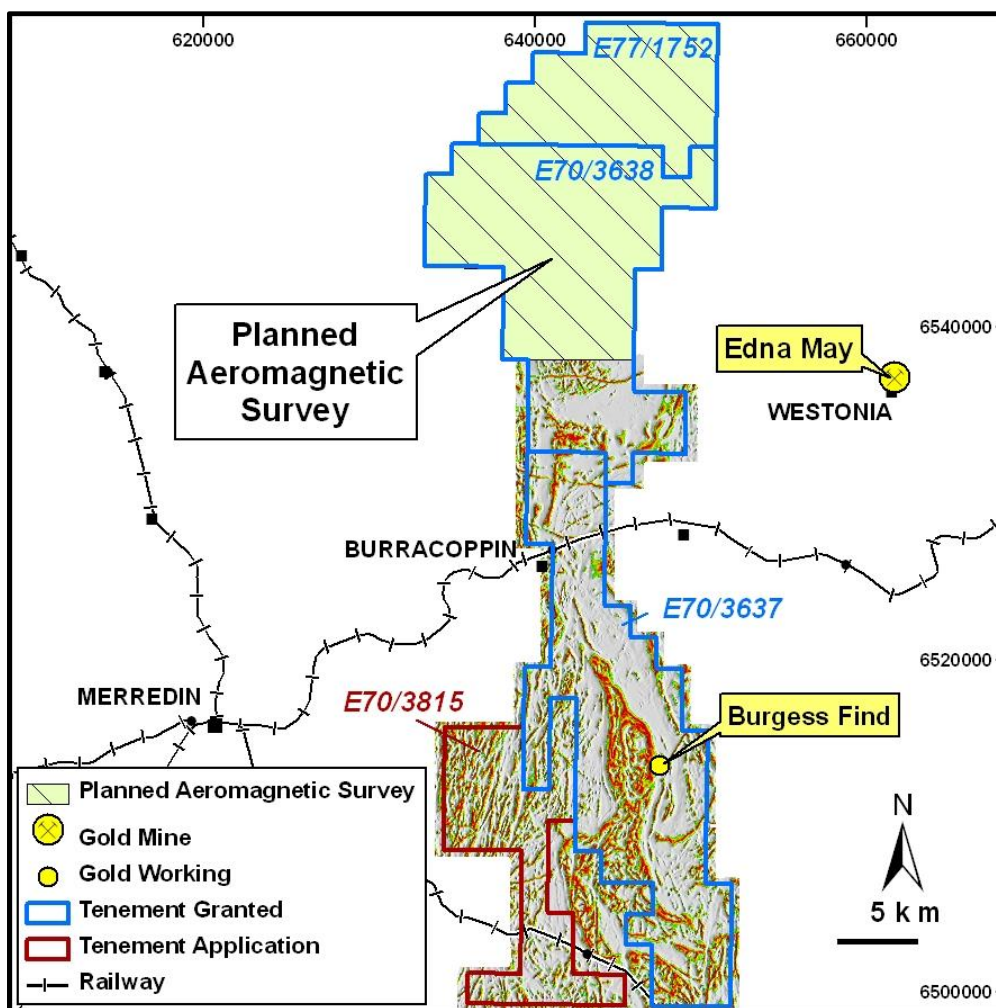 620000
640000
660000
E77/1752
E70/3638
Planned
Aeromagnetic
Survey
6540000
Edna May
WESTONIA
BURRACOPPIN
E70/3637
6520000
MERREDIN
E70/3815
Burgess Find
Planned Aeromagnetic Survey
Gold Mine
Gold Working
Tenement Granted
Tenement Application
Railway
N
5 km
6500000